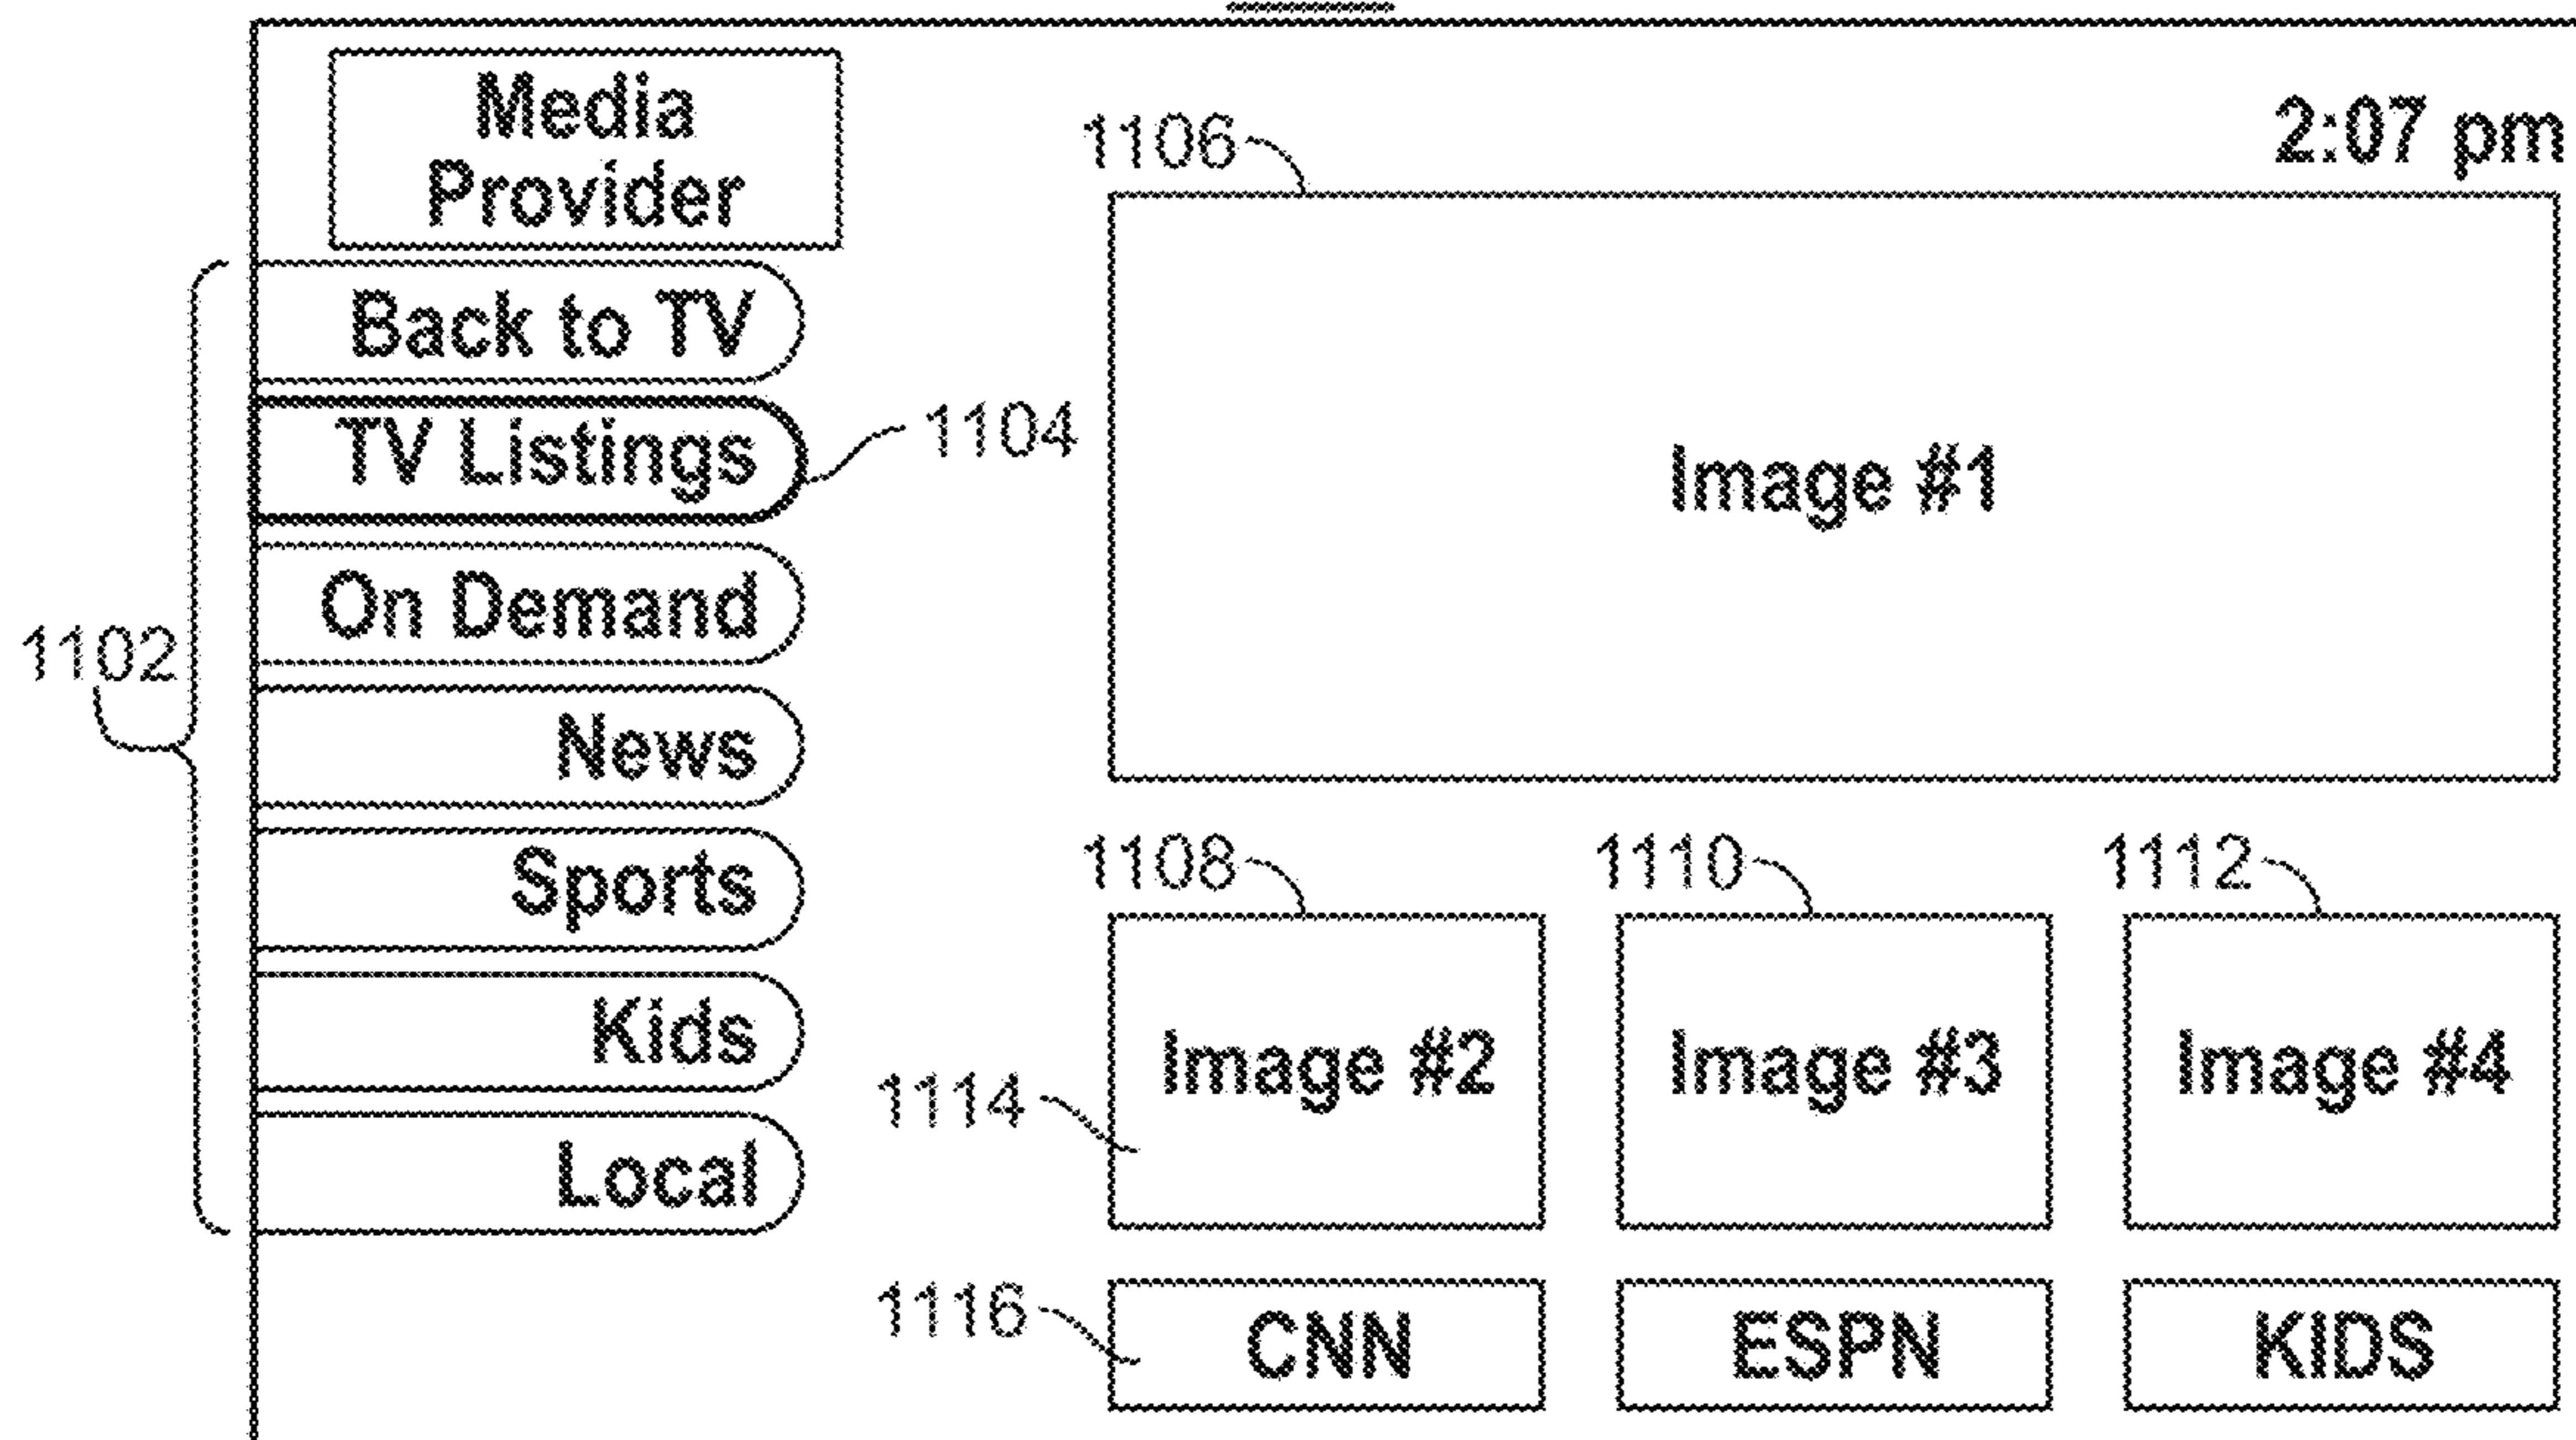 Media
Provider
2:07 pm
1106
Back to TV
TV Listings
1104
Image #1
On Demand
1102
News
Sports
1108
1110
1112
Kids
Image #2
Image #3
Image #4
1114
Local
1116
CNN
ESPN
KIDS